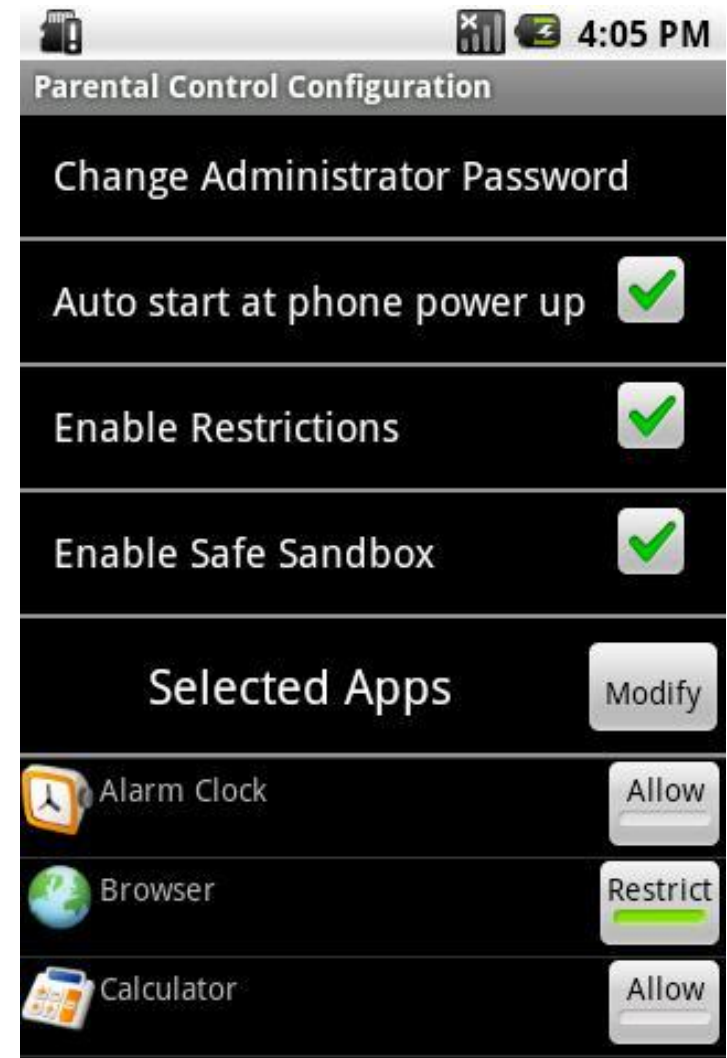 4:05 PM
Parental Control Configuration
Change Administrator Password
Auto start at phone power up
Enable Restrictions
Enable Safe Sandbox
Selected Apps Modify
Alarm Clock Allow
Browser Restrict
Calculator Allow